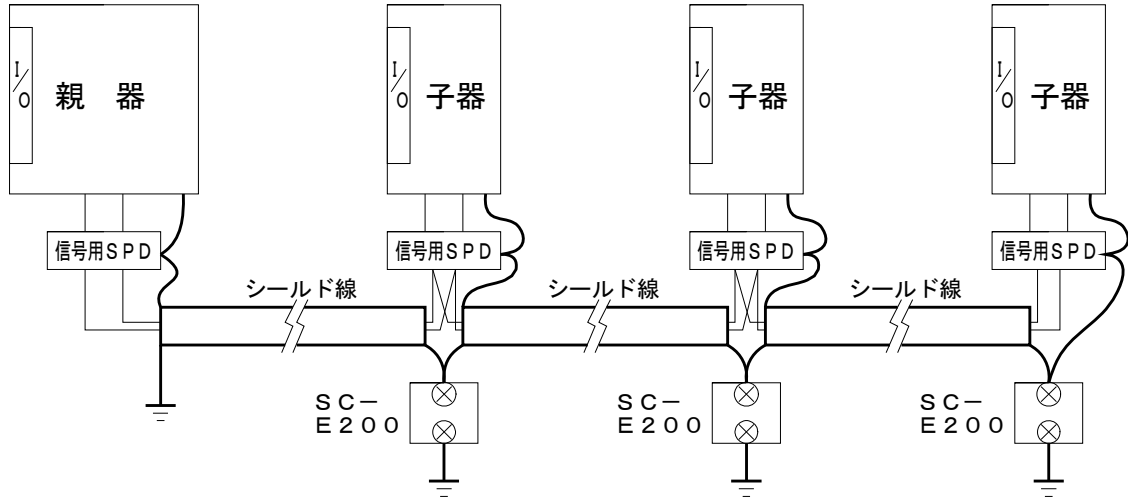 I/O
親 器
I/O
子器
I/O
子器
I/O
子器
信号用ＳＰＤ
信号用ＳＰＤ
信号用ＳＰＤ
信号用ＳＰＤ
シールド線
シールド線
シールド線
ＳＣ－
Ｅ２００
ＳＣ－
Ｅ２００
ＳＣ－
Ｅ２００